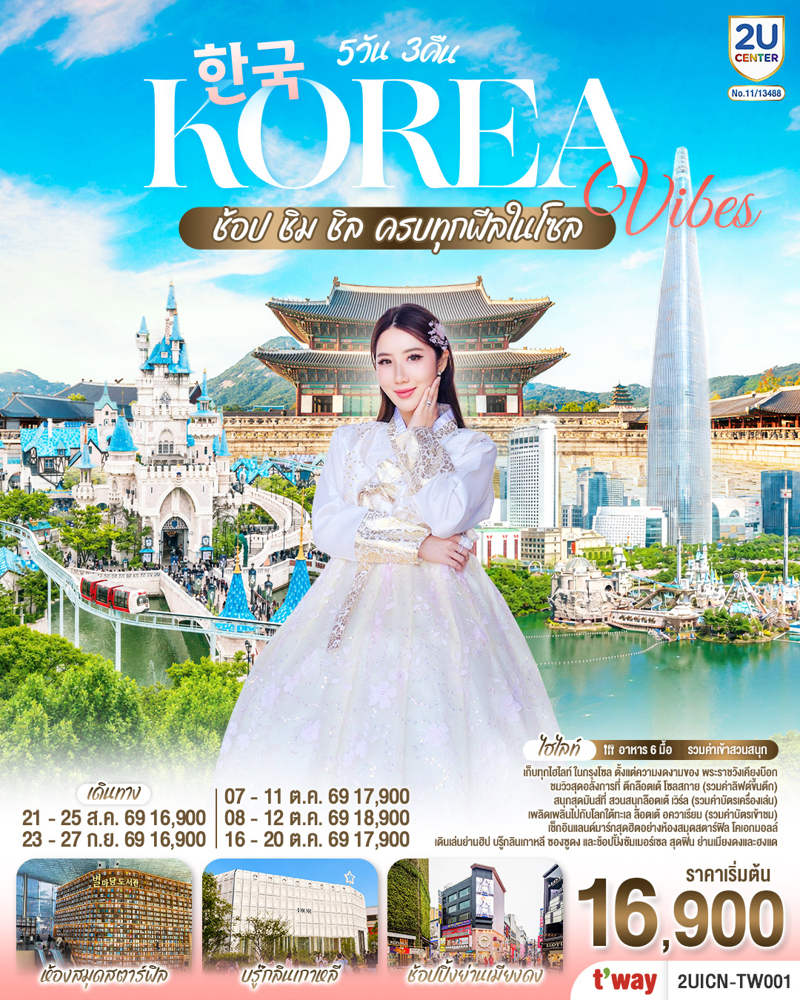 2U
CENTER
No.11/13488
한국
5วัน 3คืน
KOREA
Vibes
ช้อป ชิม ชิล ครบทุกฟีลในโซล
ไฮไลท์
อาหาร 6 มื้อ รวมค่าเข้าสวนสนุก
เก็บทุกไฮไลท์ ในกรุงโซล ตั้งแต่ความงดงามของ พระราชวังเคียงบ๊อก
ชมวิวสุดอลังการที่ ตึกล๊อตเต้ โซลสกาย (รวมค่าลิฟต์ขึ้นตึก)
สนุกสุดมันส์ที่ สวนสนุกล๊อตเต้ เวิร์ล (รวมค่าบัตรเครื่องเล่น)
เพลิดเพลินไปกับโลกใต้ทะเล ล๊อตเต้ อควาเรียม (รวมค่าบัตรเข้าชม)
เช็กอินแลนด์มาร์กสุดฮิตอย่างห้องสมุดสตาร์ฟิล โคเอกมอลล์
เดินเล่นย่านฮิป บรู๊กลินเกาหลี ซองซูดง และช้อปปิ้งซัมเมอร์เซล สุดฟิน ย่านเมียงดงและฮงแด
เดินทาง
21 - 25 ส.ค. 69 16,900
23 - 27 ก.ย. 69 16,900
07 - 11 ต.ค. 69 17,900
08 - 12 ต.ค. 69 18,900
16 - 20 ต.ค. 69 17,900
별마당도서관
ห้องสมุดสตาร์ฟิล
DIOR
บรู๊กลินเกาหลี
ช้อปปิ้งย่านเมียงดง
ราคาเริ่มต้น
16,900
t'way
2UICN-TW001